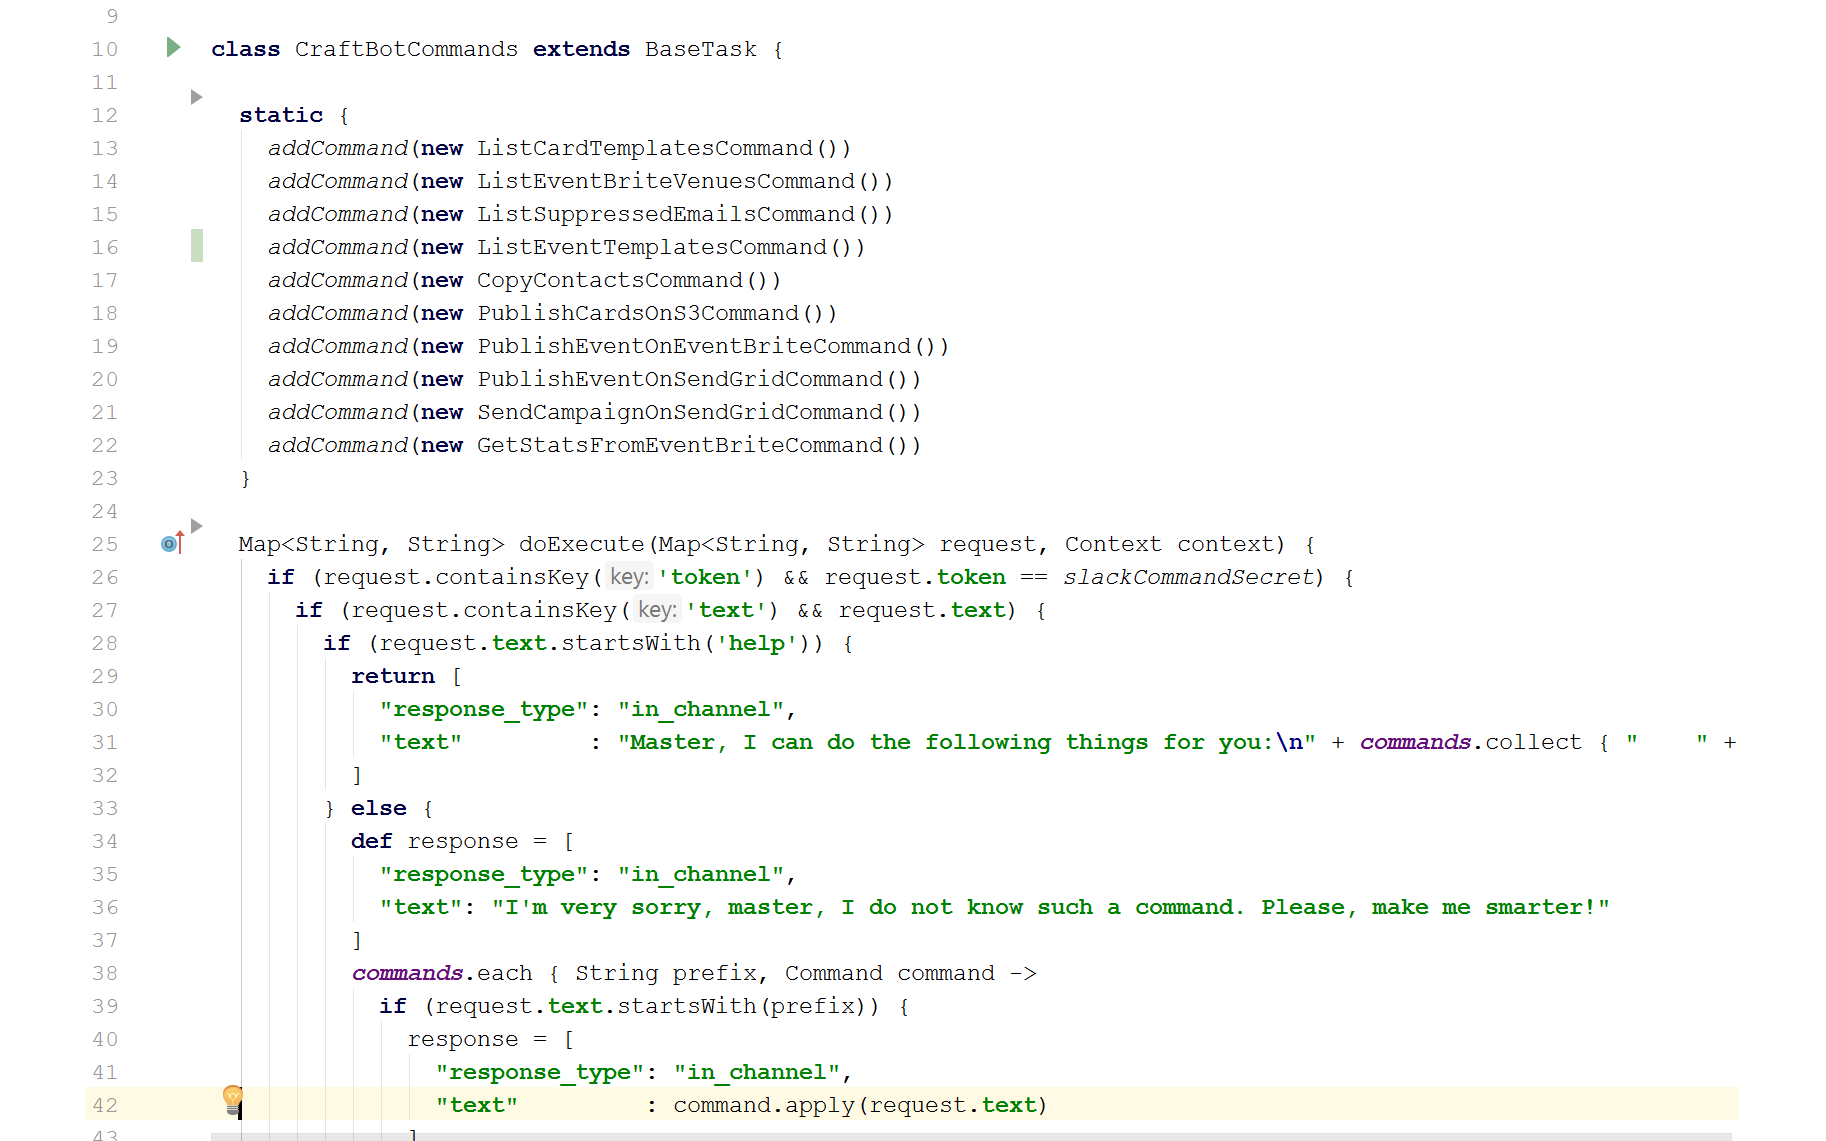 9
10 class CraftBotCommands extends BaseTask {
11
12 static {
13 addCommand(new ListCardTemplatesCommand())
14 addCommand(new ListEventBriteVenuesCommand())
15 addCommand(new ListSuppressedEmailsCommand())
16 addCommand(new ListEventTemplatesCommand())
17 addCommand(new CopyContactsCommand())
18 addCommand(new PublishCardsOnS3Command())
19 addCommand(new PublishEventOnEventBriteCommand())
20 addCommand(new PublishEventOnSendGridCommand())
21 addCommand(new SendCampaignOnSendGridCommand())
22 addCommand(new GetStatsFromEventBriteCommand())
23 }
24
25 Map<String, String> doExecute(Map<String, String> request, Context context) {
26 if (request.containsKey( key: 'token') && request.token == slackCommandSecret) {
27 if (request.containsKey( key: 'text') && request.text) {
28 if (request.text.startsWith('help')) {
29 return [
30 "response_type": "in_channel",
31 "text" : "Master, I can do the following things for you:\n" + commands.collect { "    " +
32 ]
33 } else {
34 def response = [
35 "response_type": "in_channel",
36 "text": "I'm very sorry, master, I do not know such a command. Please, make me smarter!"
37 ]
38 commands.each { String prefix, Command command ->
39 if (request.text.startsWith(prefix)) {
40 response = [
41 "response_type": "in_channel",
42 "text" : command.apply(request.text)
43 ]